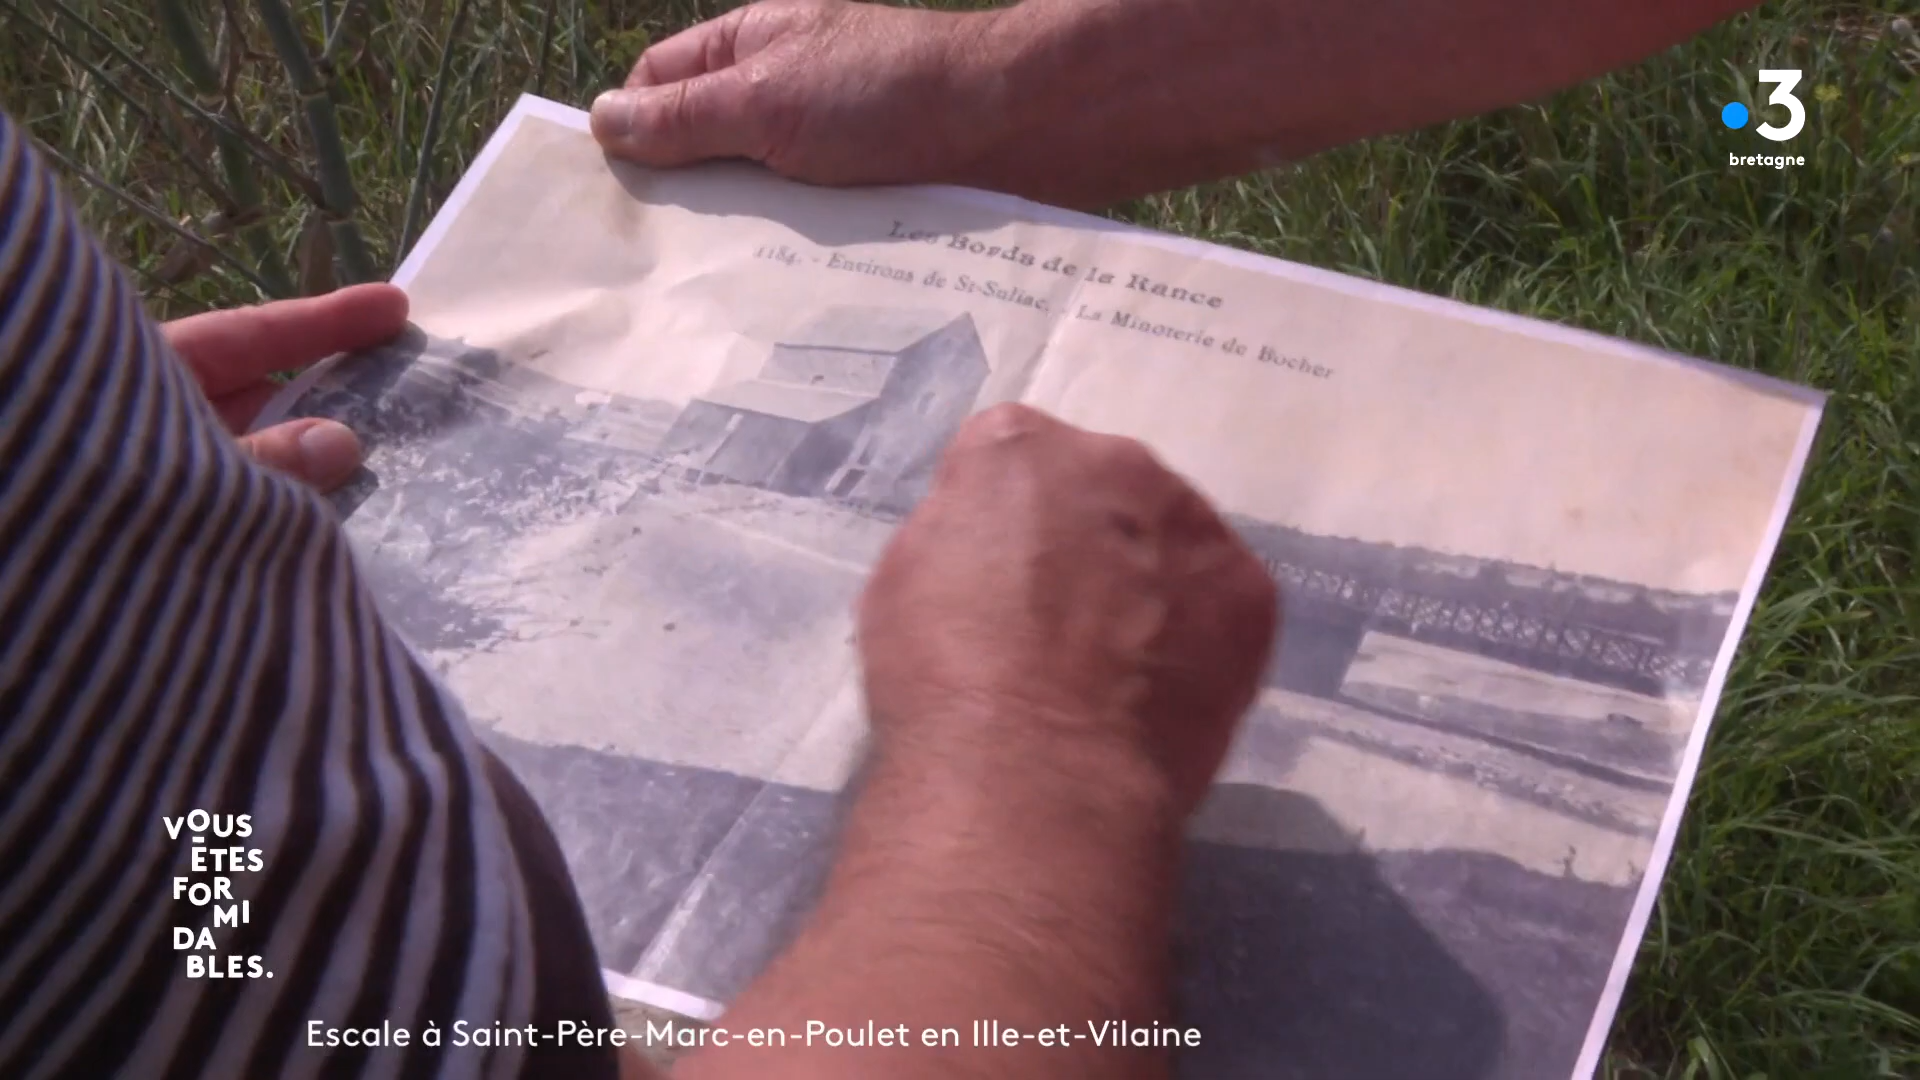 3
bretagne
Les Bords de la Rance
1184. - Environs de St-Suliac. - La Minoterie de Bocher
VOUS
ÊTES
FOR
MI
DA
BLES.
Escale à Saint-Père-Marc-en-Poulet en Ille-et-Vilaine